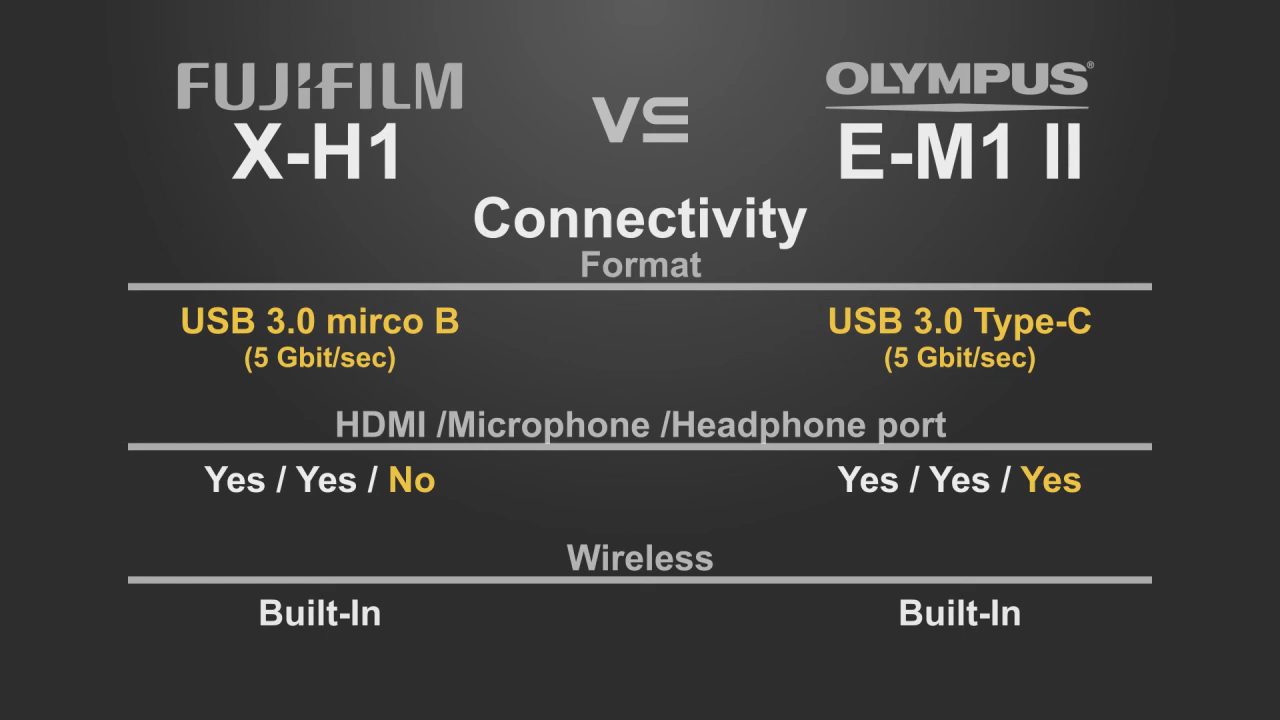 FUJIFILM
X-H1
VS
OLYMPUS®
E-M1 II
Connectivity
Format
USB 3.0 mirco B
(5 Gbit/sec)
USB 3.0 Type-C
(5 Gbit/sec)
HDMI /Microphone /Headphone port
Yes / Yes / No
Yes / Yes / Yes
Wireless
Built-In
Built-In